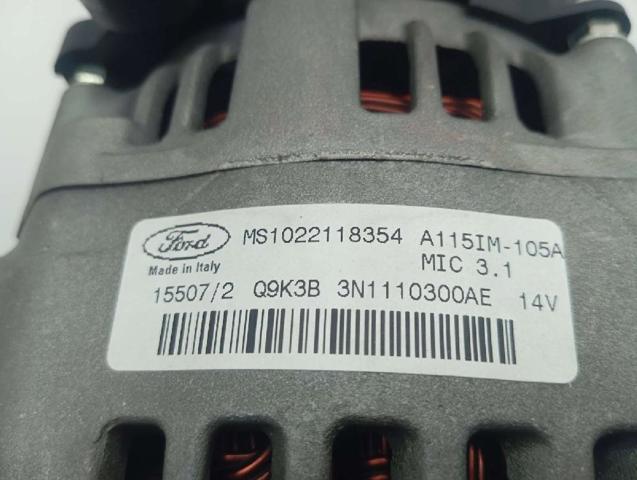 Ford MS1022118354 A115IM-105A
Made in Italy MIC 3.1
15507/2 Q9K3B 3N1110300AE 14V